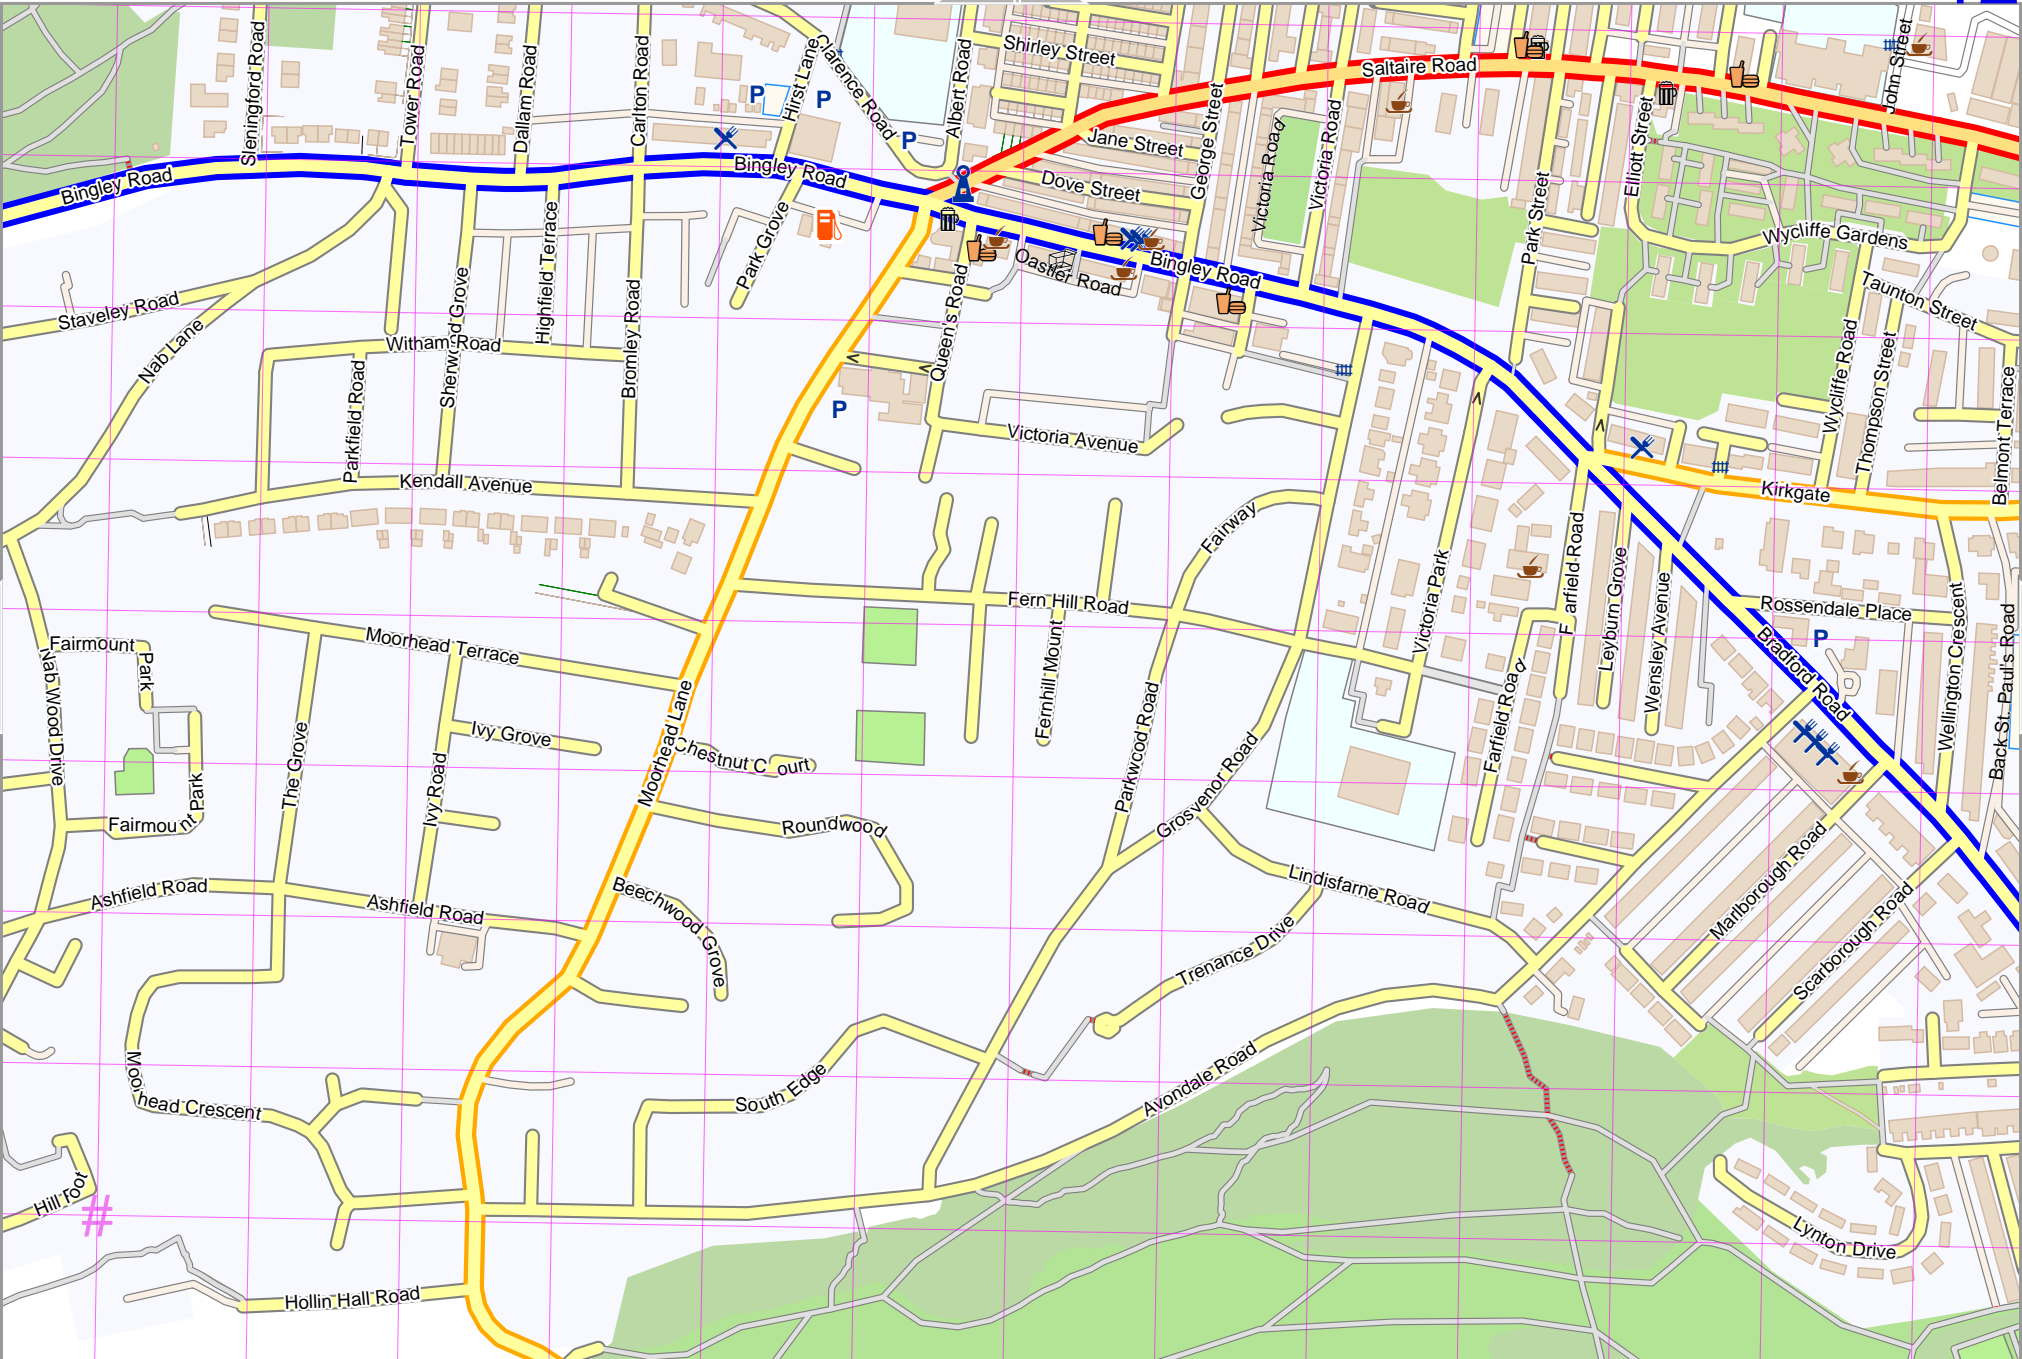 Shirley Street
Saltaire Road
John Street
Sleningford Road
Tower Road
Dallam Road
Carlton Road
Hirst Lane
Clarence Road
Albert Road
P
P
P
Jane Street
George Street
Victoria Road
Victoria Road
Elliott Street
Bingley Road
Bingley Road
Dove Street
Park Street
Wycliffe Gardens
Park Grove
Highfield Terrace
Sherwood Grove
Bromley Road
Oastler Road
Bingley Road
Queen's Road
Taunton Street
Staveley Road
Nab Lane
Witham Road
Wycliffe Road
Thompson Street
Belmont Terrace
Parkfield Road
P
Victoria Avenue
Kendall Avenue
Kirkgate
Fairway
Farfield Road
Leyburn Grove
Wensley Avenue
Victoria Park
Fern Hill Road
Rossendale Place
P
Wellington Crescent
Back St. Paul's Road
Bradford Road
Fairmount
Park
Nab Wood Drive
Moorhead Terrace
Fernhill Mount
Parkwood Road
Farfield Road
Moorhead Lane
Ivy Grove
Chestnut Court
The Grove
Ivy Road
Park
Fairmount
Roundwood
Grosvenor Road
Marlborough Road
Scarborough Road
Ashfield Road
Ashfield Road
Beechwood Grove
Lindisfarne Road
Trenance Drive
Moorhead Crescent
South Edge
Avondale Road
Hill Foot
#
Lynton Drive
Hollin Hall Road